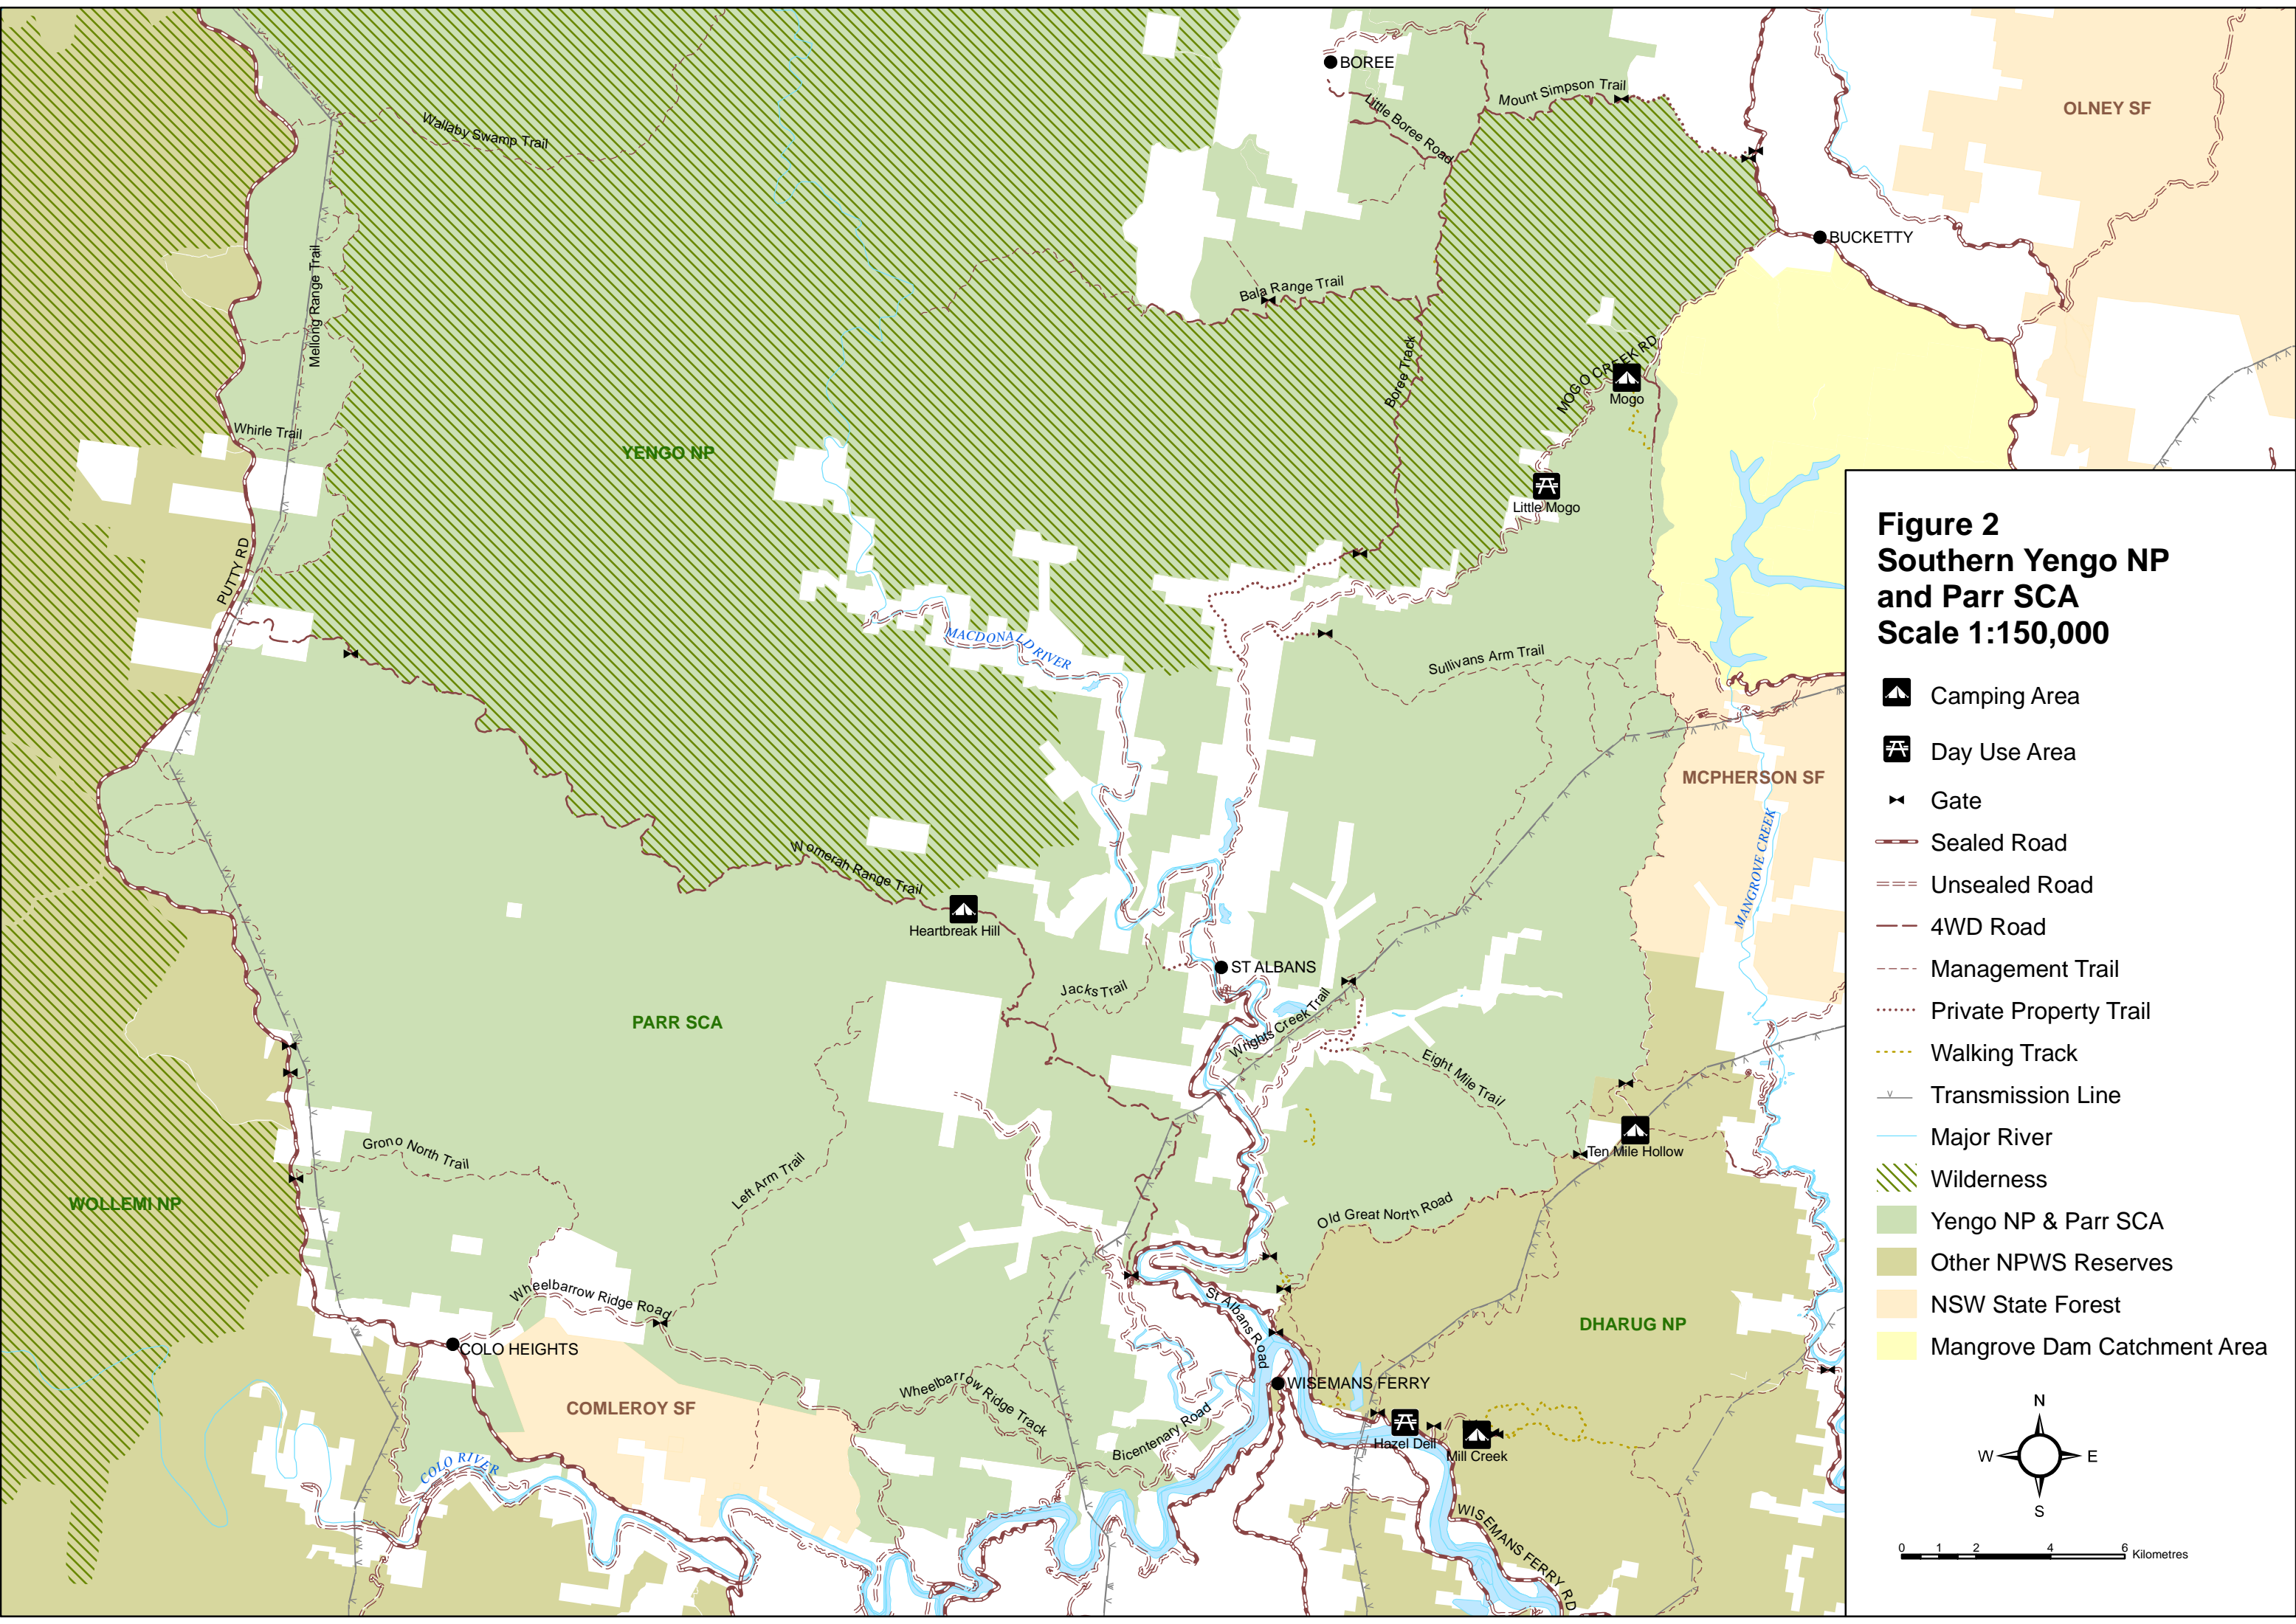 BOREE
Little Boree Road
Mount Simpson Trail
OLNEY SF
Wallaby Swamp Trail
BUCKETTY
Mellong Range Trail
Bala Range Trail
Boree Track
MOGO CREEK RD
Mogo
Whirle Trail
YENGO NP
Little Mogo
PUTTY RD
MACDONALD RIVER
Sullivans Arm Trail
MCPHERSON SF
MANGROVE CREEK
Womerah Range Trail
Heartbreak Hill
ST ALBANS
Jacks Trail
PARR SCA
Wrights Creek Trail
Eight Mile Trail
Ten Mile Hollow
Grono North Trail
Left Arm Trail
WOLLEMI NP
Old Great North Road
Wheelbarrow Ridge Road
St Albans Road
DHARUG NP
COLO HEIGHTS
WISEMANS FERRY
COMLEROY SF
Wheelbarrow Ridge Track
Bicentenary Road
Hazel Dell
Mill Creek
COLO RIVER
WISEMANS FERRY RD
Figure 2
Southern Yengo NP
and Parr SCA
Scale 1:150,000
Camping Area
Day Use Area
Gate
Sealed Road
Unsealed Road
4WD Road
Management Trail
Private Property Trail
Walking Track
Transmission Line
Major River
Wilderness
Yengo NP & Parr SCA
Other NPWS Reserves
NSW State Forest
Mangrove Dam Catchment Area
N
W E
S
0 1 2 4 6 Kilometres